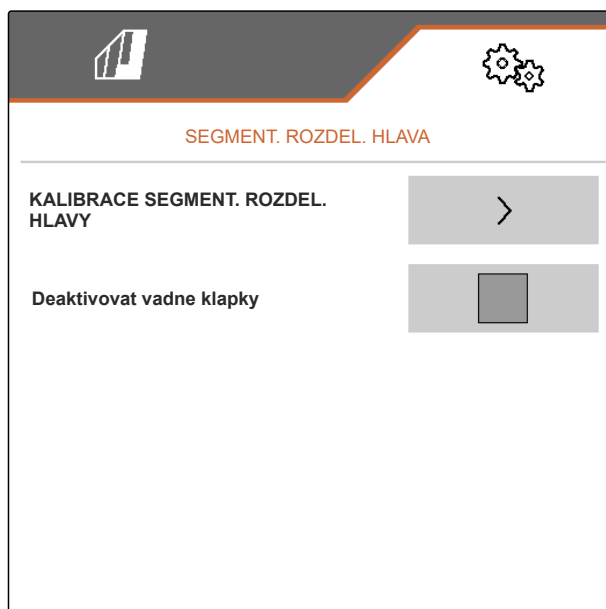 SEGMENT. ROZDEL. HLAVA
KALIBRACE SEGMENT. ROZDEL.
HLAVY
Deaktivovat vadne klapky